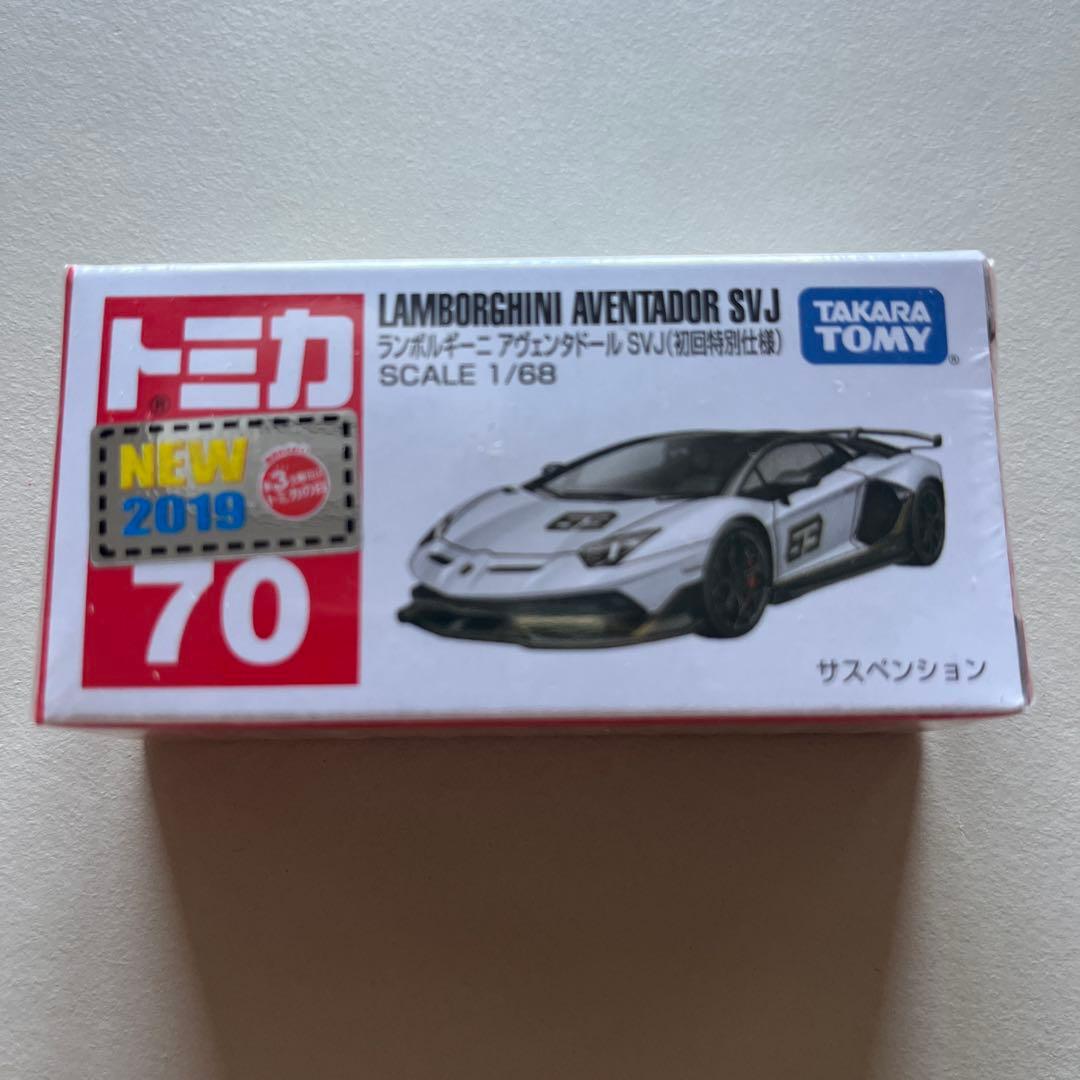 トミカ®
NEW
2019
70
LAMBORGHINI AVENTADOR SVJ
ランボルギーニ アヴェンタドール SVJ(初回特別仕様)
SCALE 1/68
TAKARA
TOMY®
63
63
サスペンション